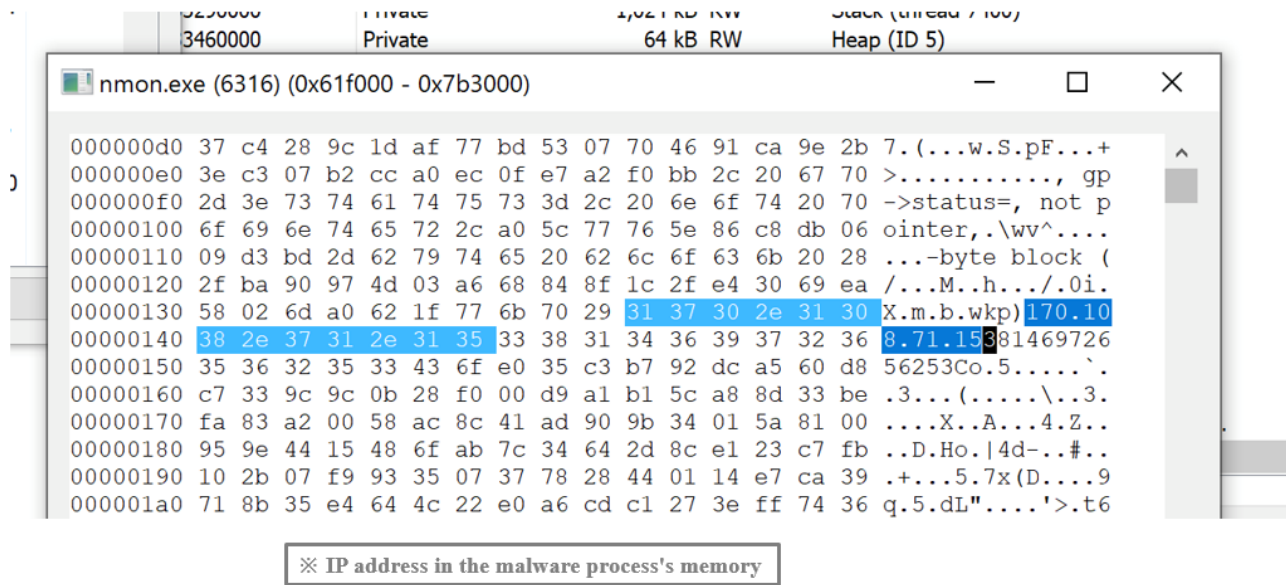 33460000 Private 64 kB RW Heap (ID 5)
nmon.exe (6316) (0x61f000 - 0x7b3000)
000000d0 37 c4 28 9c 1d af 77 bd 53 07 70 46 91 ca 9e 2b 7.(...w.S.pF...+
000000e0 3e c3 07 b2 cc a0 ec 0f e7 a2 f0 bb 2c 20 67 70 >..........., gp
000000f0 2d 3e 73 74 61 74 75 73 3d 2c 20 6e 6f 74 20 70 ->status=, not p
00000100 6f 69 6e 74 65 72 2c a0 5c 77 76 5e 86 c8 db 06 ointer,.\wv^....
00000110 09 d3 bd 2d 62 79 74 65 20 62 6c 6f 63 6b 20 28 ...-byte block (
00000120 2f ba 90 97 4d 03 a6 68 84 8f 1c 2f e4 30 69 ea /...M..h.../.0i.
00000130 58 02 6d a0 62 1f 77 6b 70 29 31 37 30 2e 31 30 X.m.b.wkp)170.10
00000140 38 2e 37 31 2e 31 35 33 38 31 34 36 39 37 32 36 8.71.15381469726
00000150 35 36 32 35 33 43 6f e0 35 c3 b7 92 dc a5 60 d8 56253Co.5.....`.
00000160 c7 33 9c 9c 0b 28 f0 00 d9 a1 b1 5c a8 8d 33 be .3...(.....\..3.
00000170 fa 83 a2 00 58 ac 8c 41 ad 90 9b 34 01 5a 81 00 ....X..A...4.Z..
00000180 95 9e 44 15 48 6f ab 7c 34 64 2d 8c e1 23 c7 fb ..D.Ho.|4d-..#..
00000190 10 2b 07 f9 93 35 07 37 78 28 44 01 14 e7 ca 39 .+...5.7x(D....9
000001a0 71 8b 35 e4 64 4c 22 e0 a6 cd c1 27 3e ff 74 36 q.5.dL"....'>.t6
※ IP address in the malware process's memory